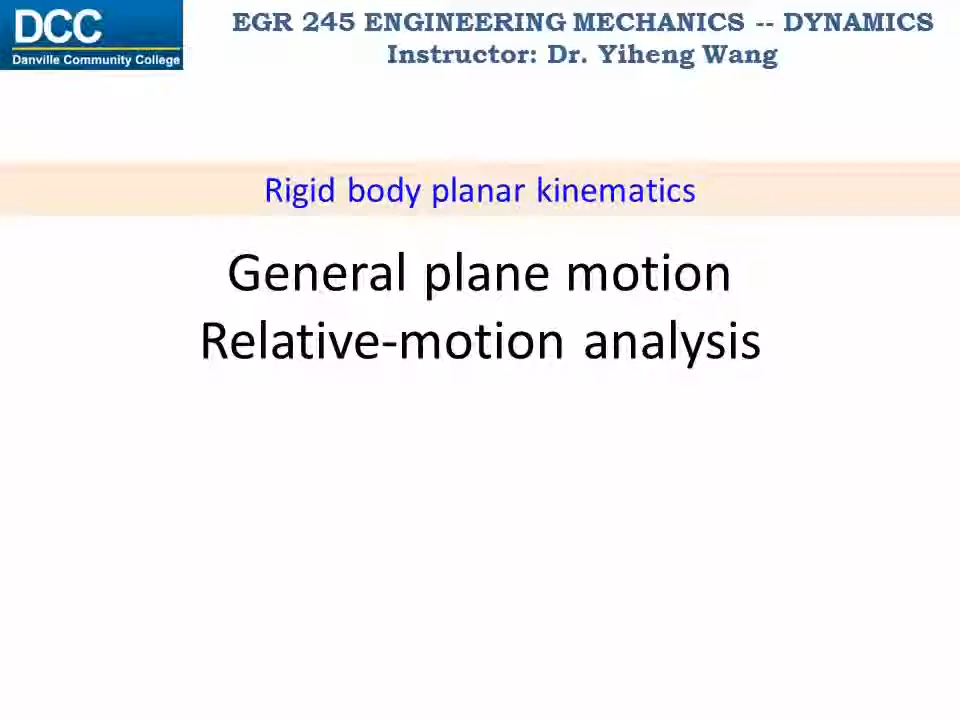 DCC
Danville Community College
EGR 245 ENGINEERING MECHANICS -- DYNAMICS
Instructor: Dr. Yiheng Wang
Rigid body planar kinematics
General plane motion
Relative-motion analysis